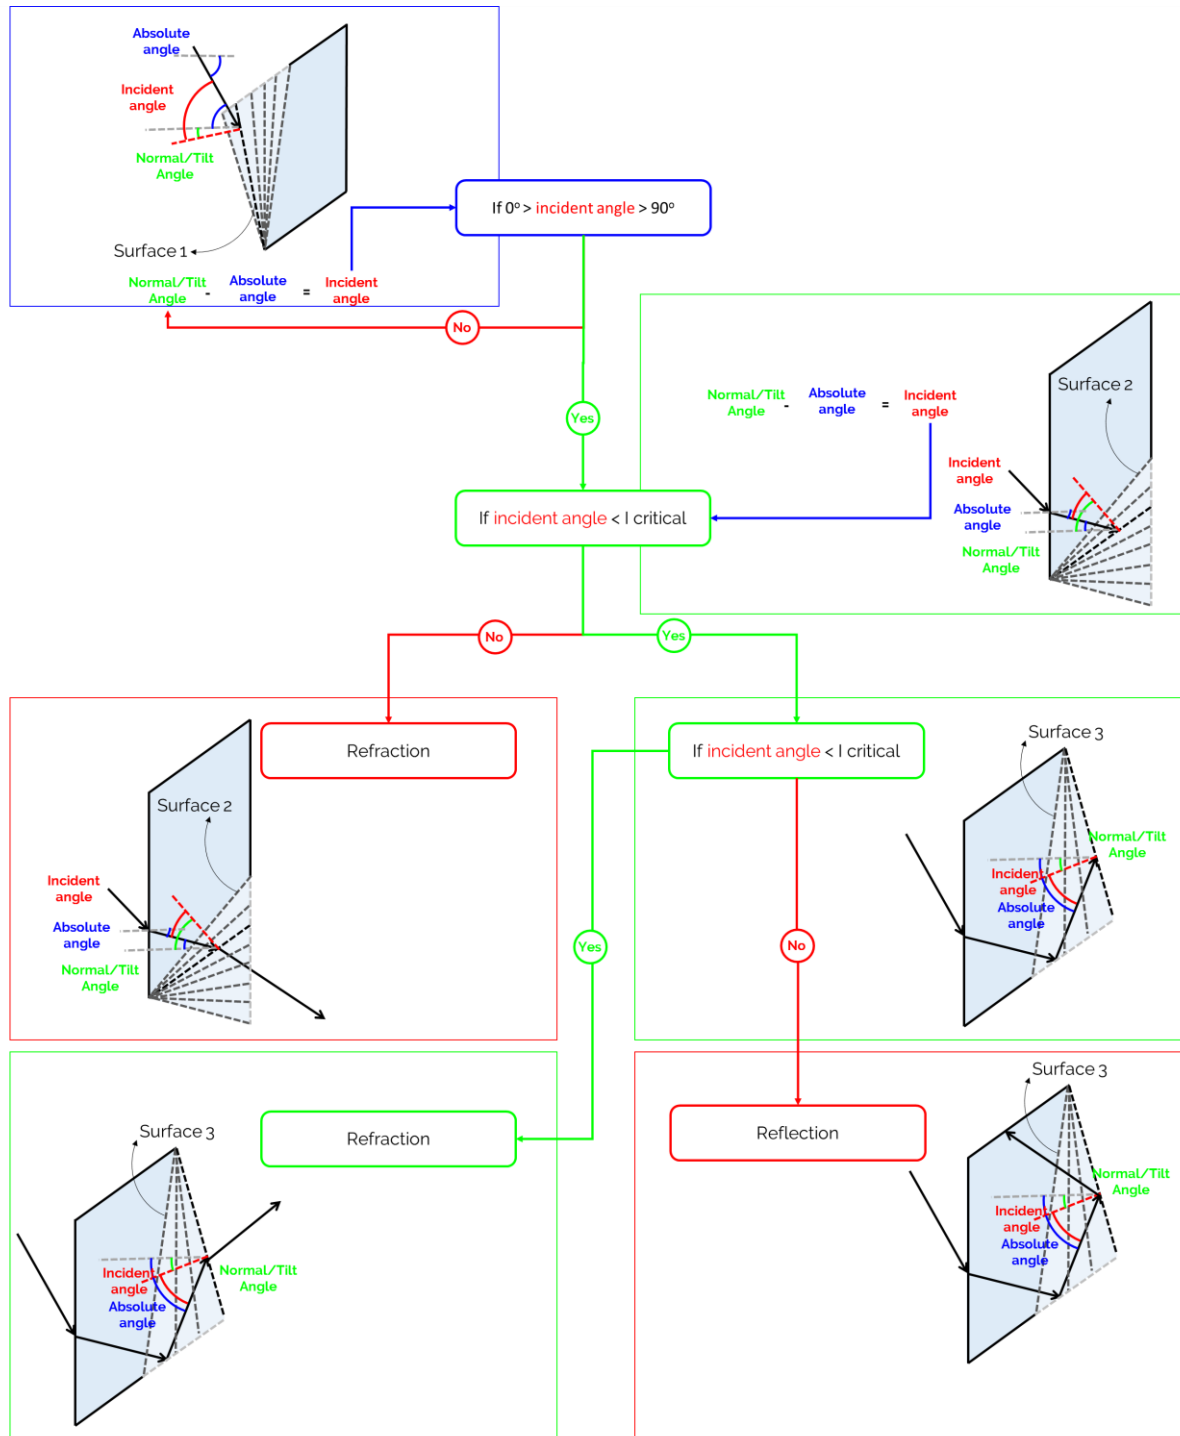 Absolute
angle
Incident
angle
Normal/Tilt
Angle
Surface 1
Normal/Tilt
Angle
-
Absolute
angle
=
Incident
angle
If 0° > incident angle > 90°
No
Yes
Normal/Tilt
Angle
-
Absolute
angle
=
Incident
angle
Surface 2
Incident
angle
Absolute
angle
Normal/Tilt
Angle
If incident angle < I critical
No
Yes
Refraction
Surface 2
Incident
angle
Absolute
angle
Normal/Tilt
Angle
If incident angle < I critical
Surface 3
Normal/Tilt
Angle
Incident
angle
Absolute
angle
Yes
No
Refraction
Surface 3
Incident
angle
Absolute
angle
Normal/Tilt
Angle
Reflection
Surface 3
Normal/Tilt
Angle
Incident
angle
Absolute
angle